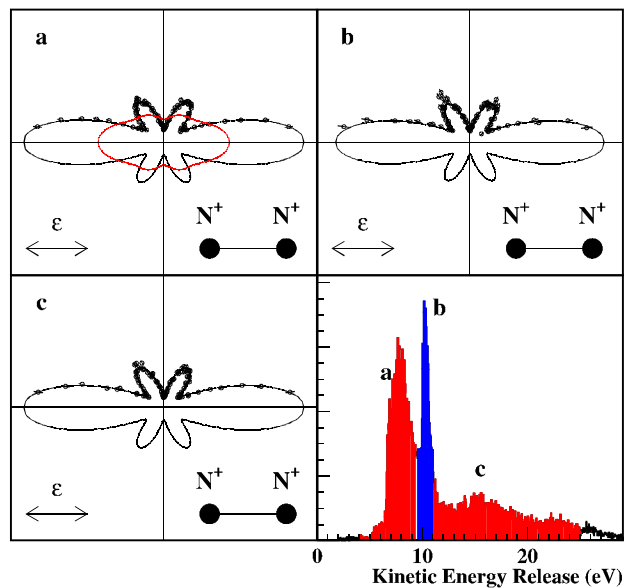 a
b
N⁺ N⁺
ε
N⁺ N⁺
ε
c
b
a
c
N⁺ N⁺
ε
0 10 20
Kinetic Energy Release (eV)